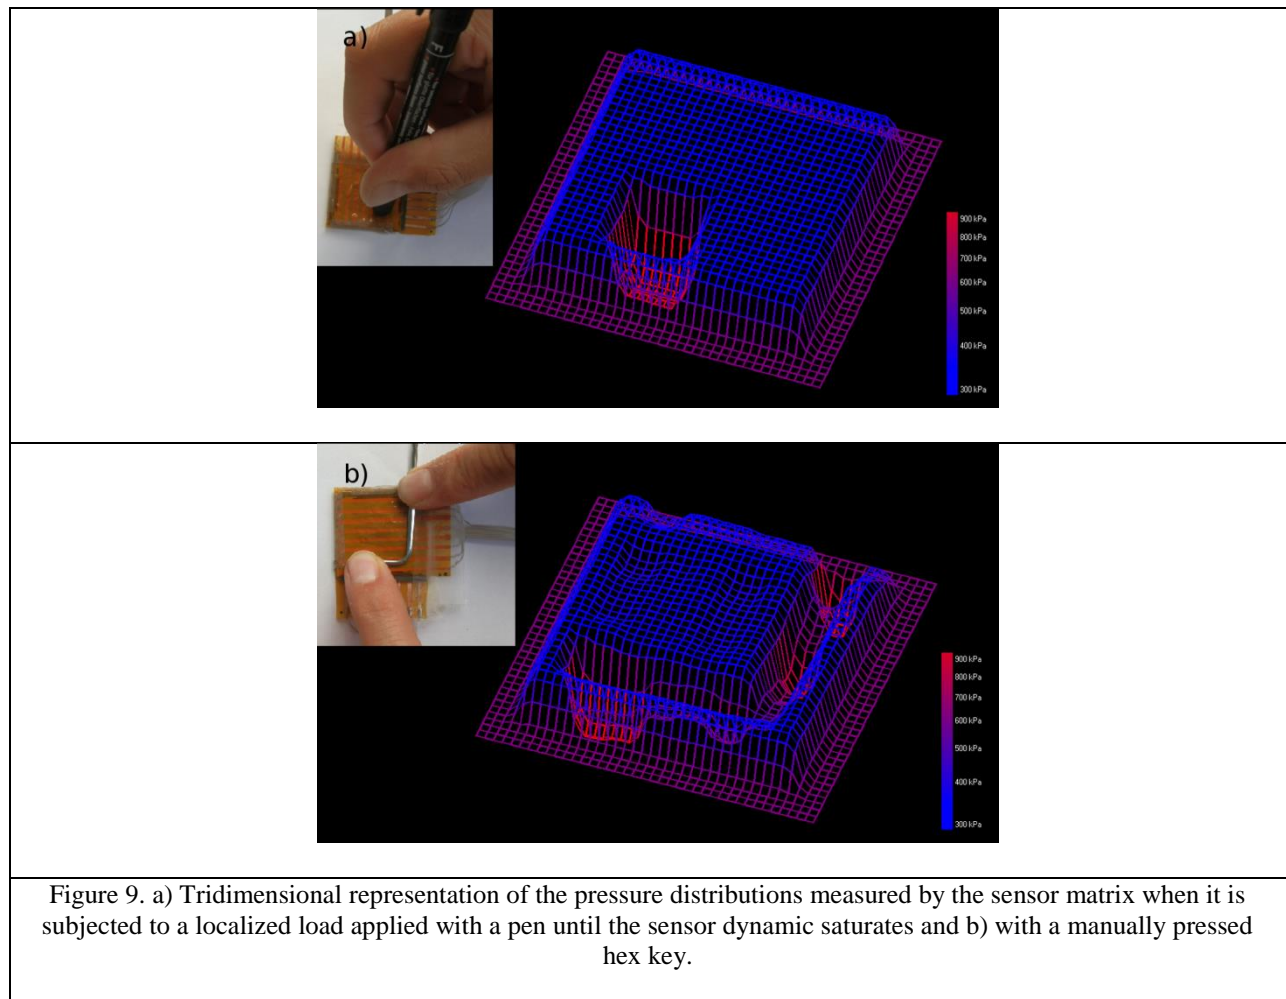 a)
900 kPa
800 kPa
700 kPa
600 kPa
500 kPa
400 kPa
300 kPa
b)
900 kPa
800 kPa
700 kPa
600 kPa
500 kPa
400 kPa
300 kPa
Figure 9. a) Tridimensional representation of the pressure distributions measured by the sensor matrix when it is
subjected to a localized load applied with a pen until the sensor dynamic saturates and b) with a manually pressed
hex key.